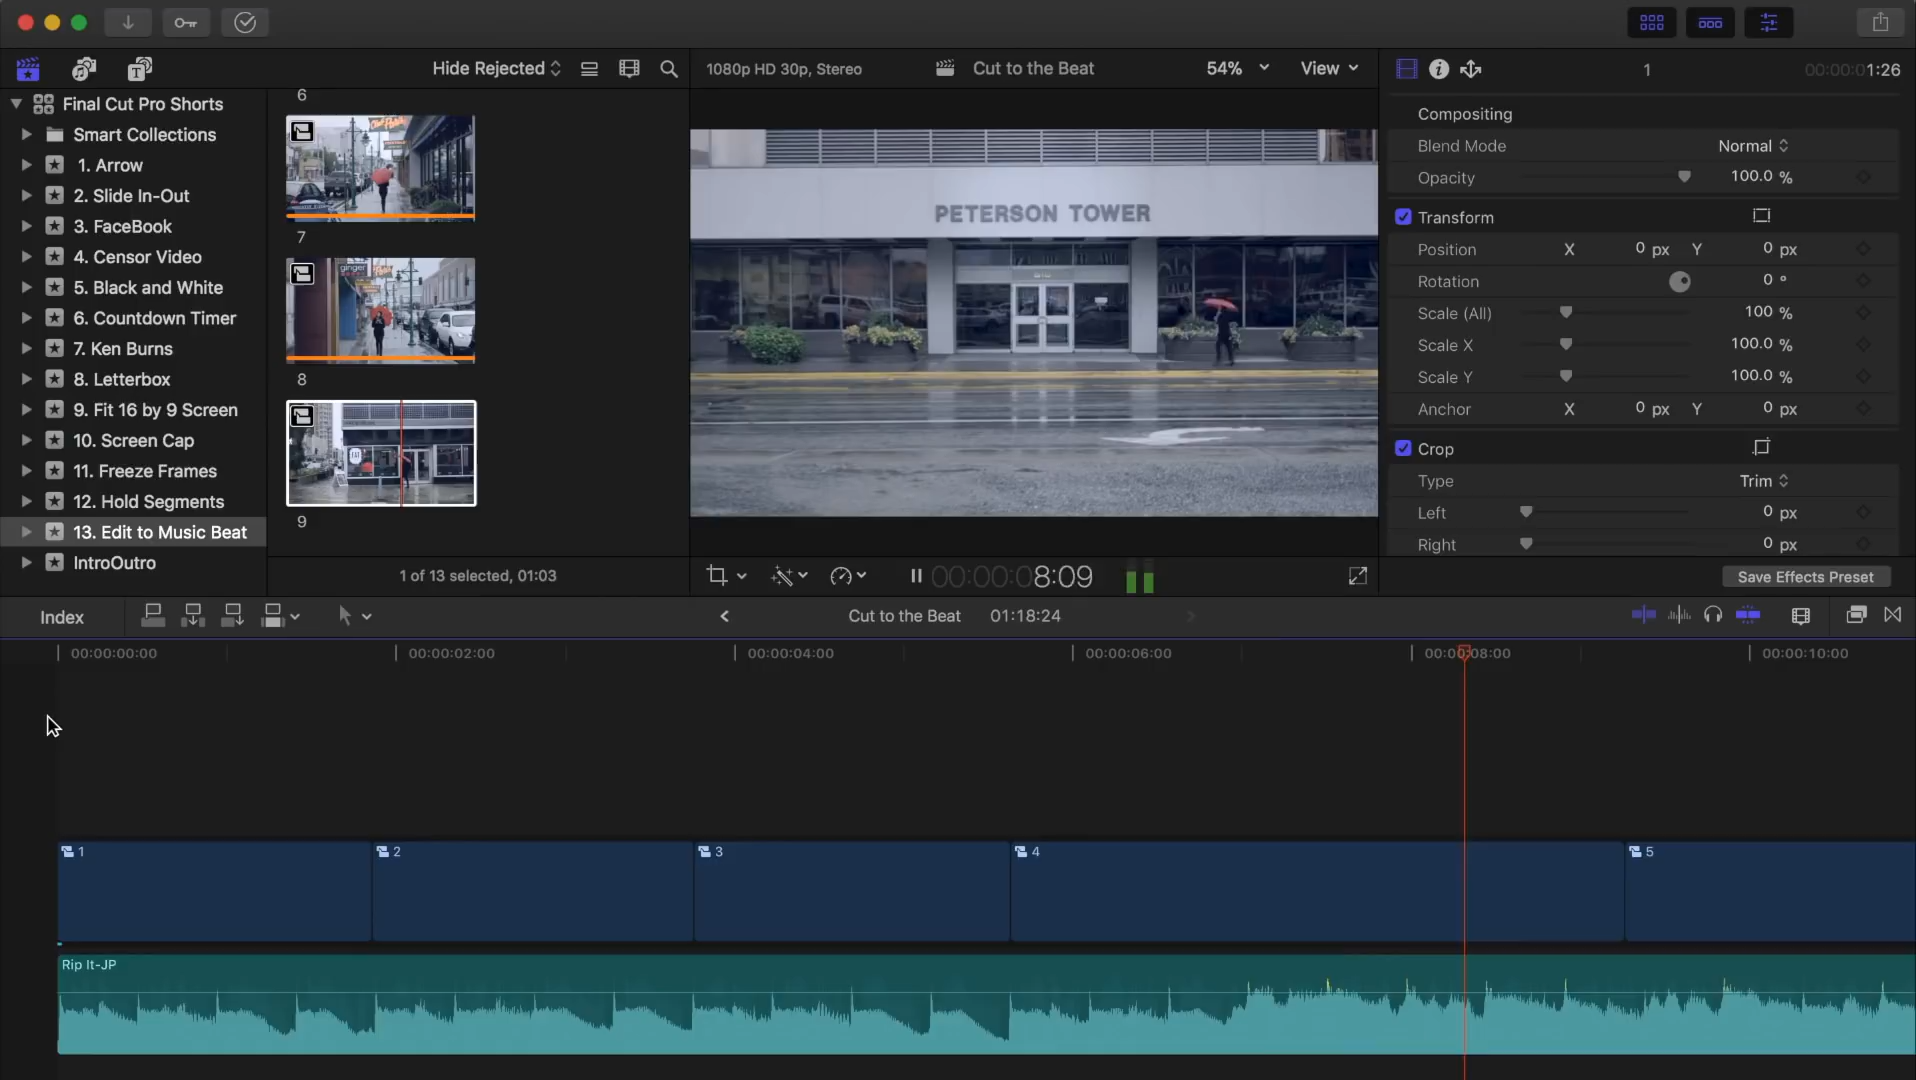 Hide Rejected
1080p HD 30p, Stereo
Cut to the Beat
54%
View
1
00:00:01:26
Final Cut Pro Shorts
Smart Collections
1. Arrow
2. Slide In-Out
3. FaceBook
4. Censor Video
5. Black and White
6. Countdown Timer
7. Ken Burns
8. Letterbox
9. Fit 16 by 9 Screen
10. Screen Cap
11. Freeze Frames
12. Hold Segments
13. Edit to Music Beat
IntroOutro
6
7
ginger
8
9
1 of 13 selected, 01:03
PETERSON TOWER
00:00:08:09
Compositing
Blend Mode Normal
Opacity 100.0 %
Transform
Position X 0 px Y 0 px
Rotation 0 °
Scale (All) 100 %
Scale X 100.0 %
Scale Y 100.0 %
Anchor X 0 px Y 0 px
Crop
Type Trim
Left 0 px
Right 0 px
Save Effects Preset
Index
Cut to the Beat 01:18:24
00:00:00:00
00:00:02:00
00:00:04:00
00:00:06:00
00:00:08:00
00:00:10:00
1
2
3
4
5
Rip It-JP